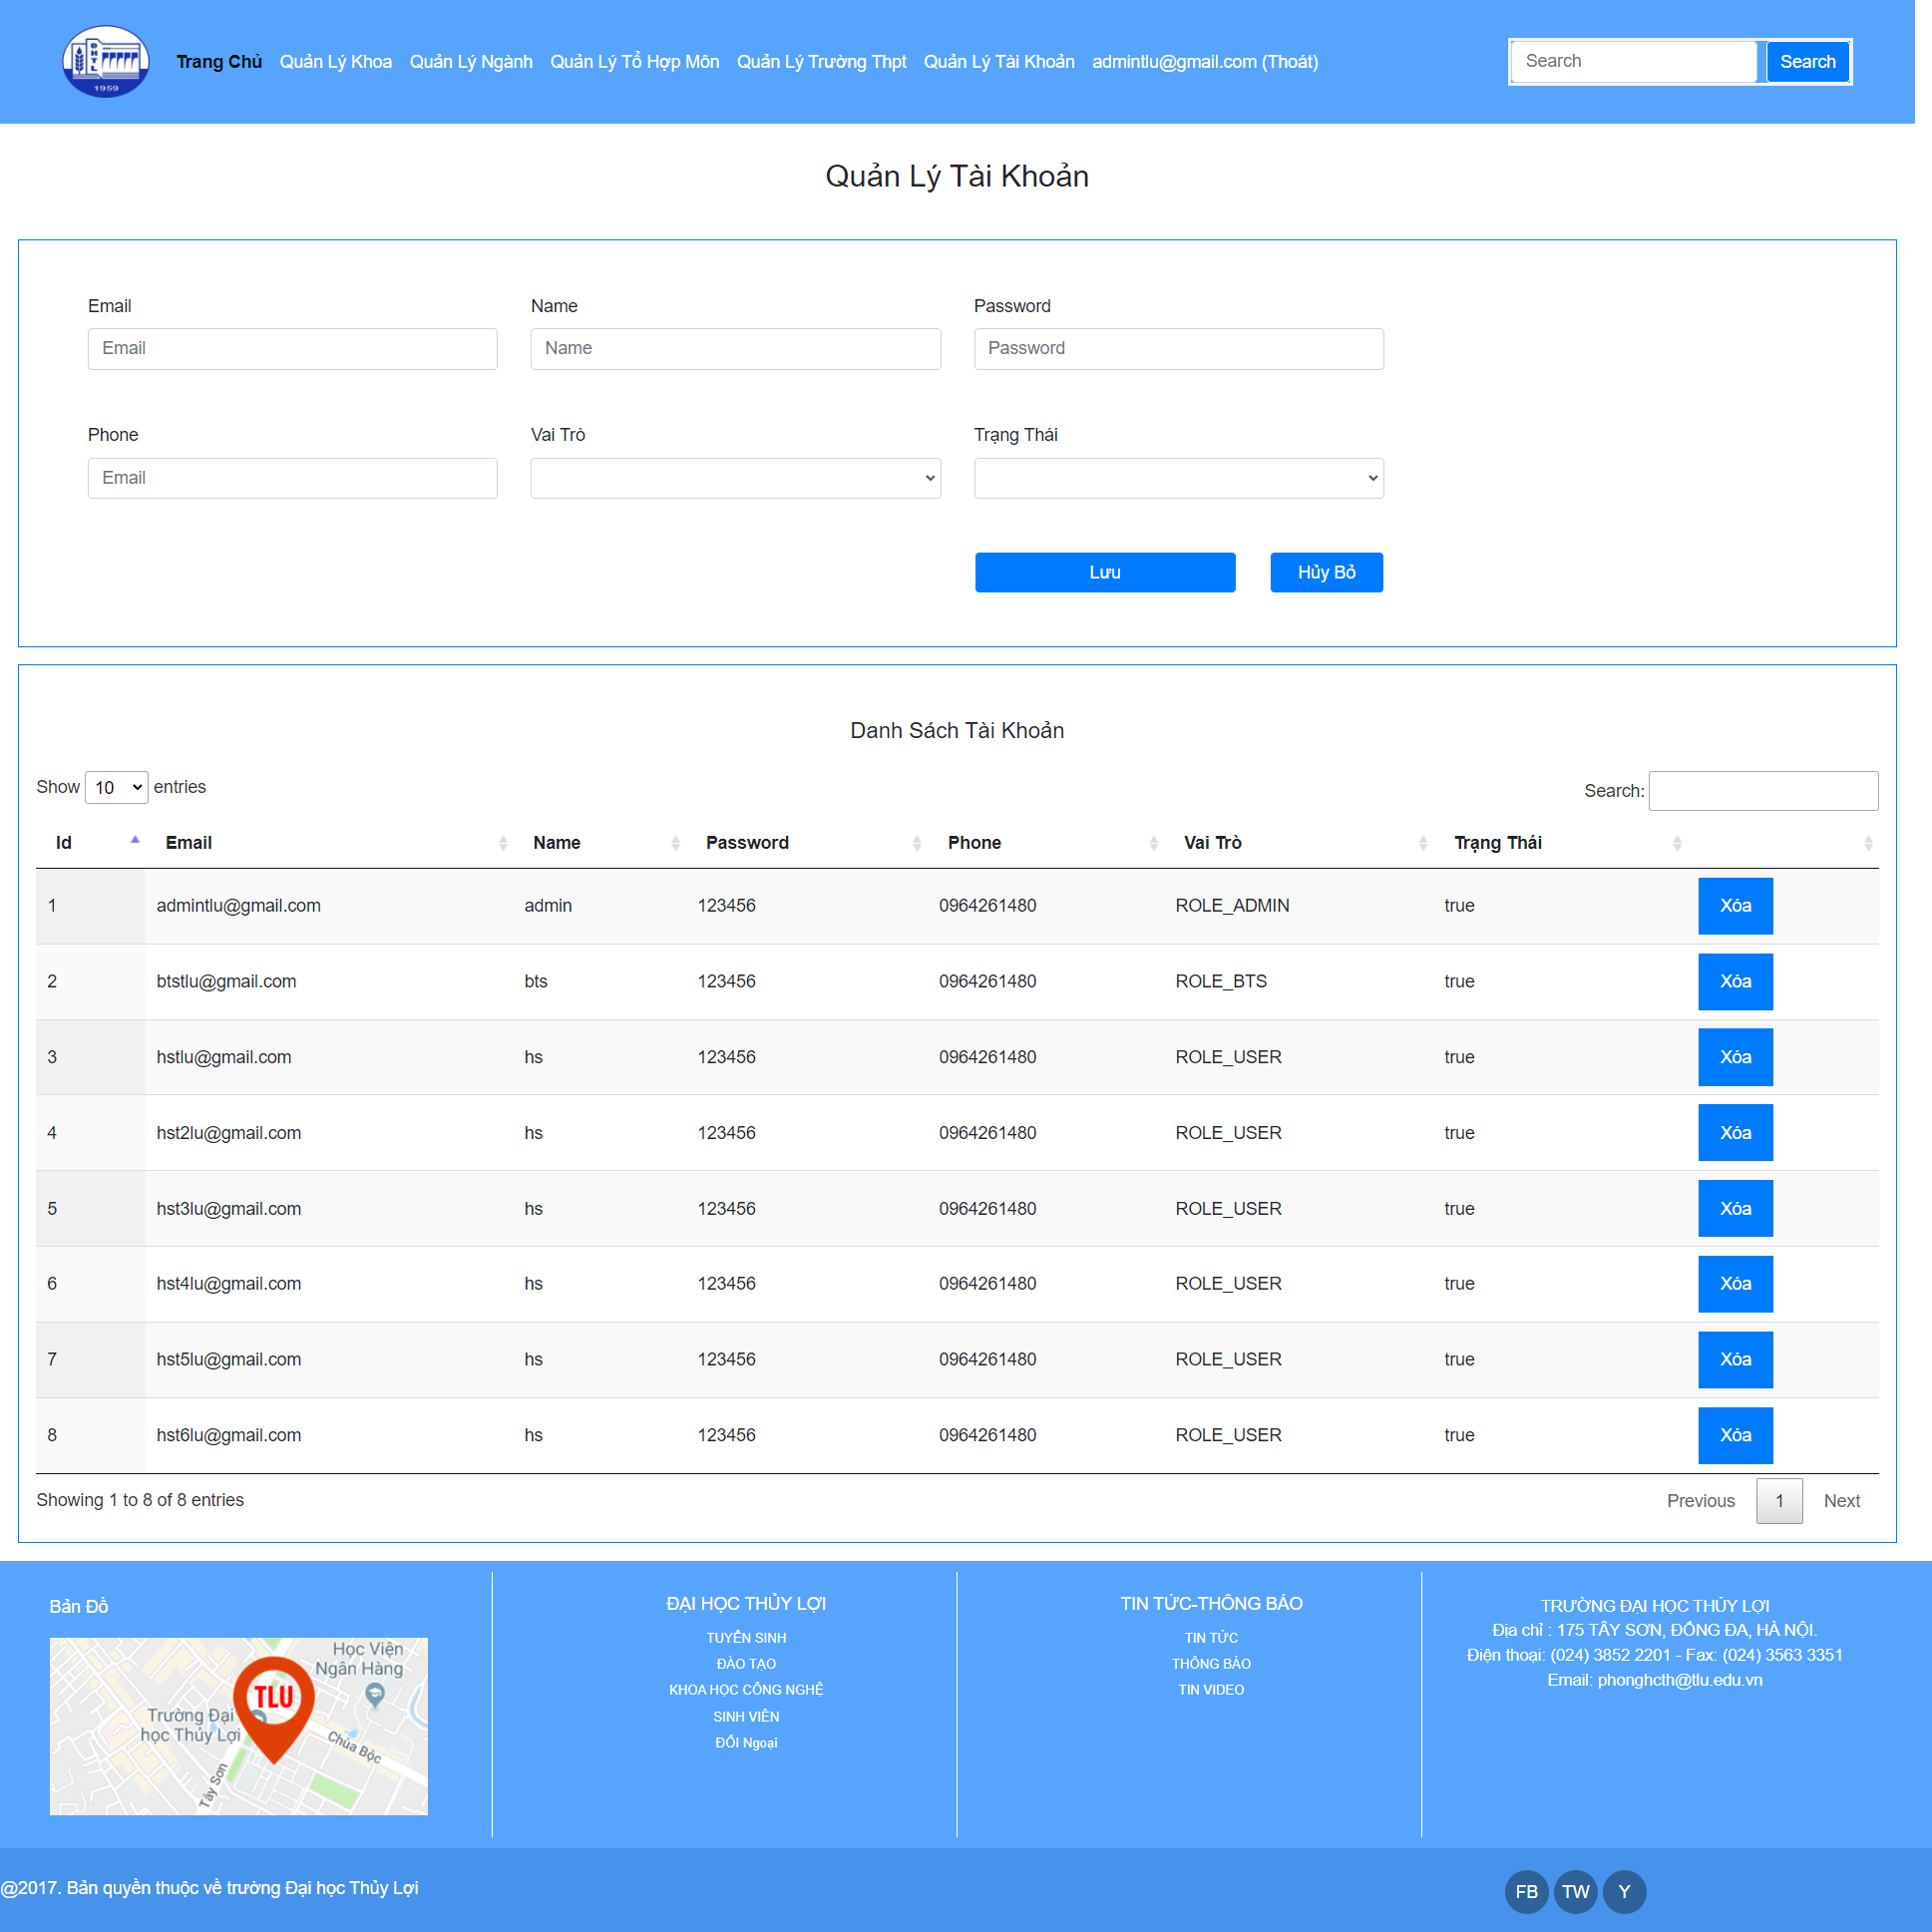 ĐHTL
1959
Trang Chủ Quản Lý Khoa Quản Lý Ngành Quản Lý Tổ Hợp Môn Quản Lý Trường Thpt Quản Lý Tài Khoản admintlu@gmail.com (Thoát) Search Search
Quản Lý Tài Khoản
Email Name Password
Email Name Password
Phone Vai Trò Trạng Thái
Email
Lưu Hủy Bỏ
Danh Sách Tài Khoản
Show 10 entries Search:
Id Email Name Password Phone Vai Trò Trạng Thái
1 admintlu@gmail.com admin 123456 0964261480 ROLE_ADMIN true Xóa
2 btstlu@gmail.com bts 123456 0964261480 ROLE_BTS true Xóa
3 hstlu@gmail.com hs 123456 0964261480 ROLE_USER true Xóa
4 hst2lu@gmail.com hs 123456 0964261480 ROLE_USER true Xóa
5 hst3lu@gmail.com hs 123456 0964261480 ROLE_USER true Xóa
6 hst4lu@gmail.com hs 123456 0964261480 ROLE_USER true Xóa
7 hst5lu@gmail.com hs 123456 0964261480 ROLE_USER true Xóa
8 hst6lu@gmail.com hs 123456 0964261480 ROLE_USER true Xóa
Showing 1 to 8 of 8 entries Previous 1 Next
Bản Đồ
Học Viện
Ngân Hàng
TLU
Trường Đại
học Thủy Lợi
Chùa Bộc
Tây Sơn
ĐẠI HỌC THỦY LỢI
TUYỂN SINH
ĐÀO TẠO
KHOA HỌC CÔNG NGHỆ
SINH VIÊN
ĐỐI Ngoại
TIN TỨC-THÔNG BÁO
TIN TỨC
THÔNG BÁO
TIN VIDEO
TRƯỜNG ĐẠI HỌC THỦY LỢI
Địa chỉ : 175 TÂY SƠN, ĐỐNG ĐA, HÀ NỘI.
Điện thoại: (024) 3852 2201 - Fax: (024) 3563 3351
Email: phonghcth@tlu.edu.vn
@2017. Bản quyền thuộc về trường Đại học Thủy Lợi FB TW Y